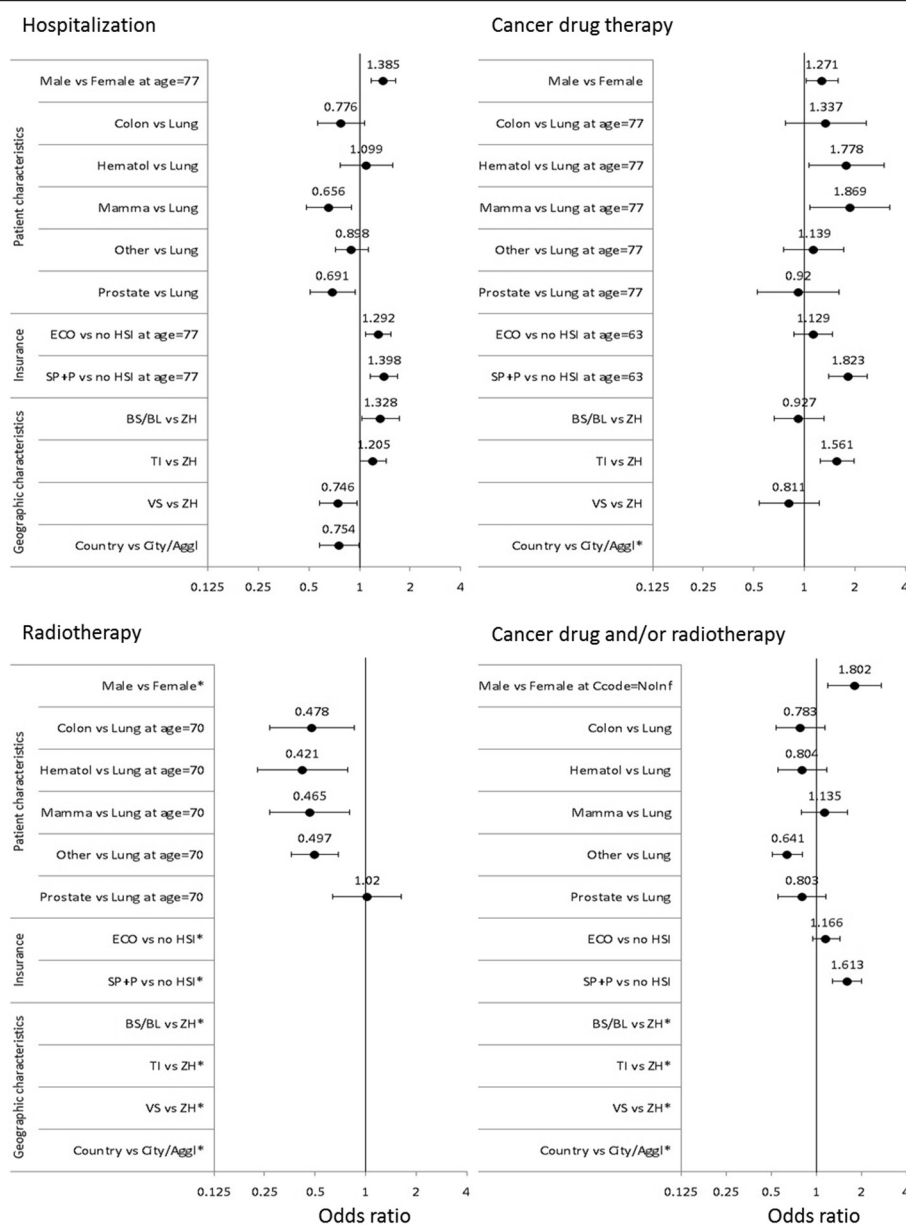 Hospitalization
Patient characteristics
Male vs Female at age=77 1.385
Colon vs Lung 0.776
Hematol vs Lung 1.099
Mamma vs Lung 0.656
Other vs Lung 0.898
Prostate vs Lung 0.691
Insurance
ECO vs no HSI at age=77 1.292
SP+P vs no HSI at age=77 1.398
Geographic characteristics
BS/BL vs ZH 1.328
TI vs ZH 1.205
VS vs ZH 0.746
Country vs City/Aggl 0.754
0.125 0.25 0.5 1 2 4
Cancer drug therapy
Male vs Female 1.271
Colon vs Lung at age=77 1.337
Hematol vs Lung at age=77 1.778
Mamma vs Lung at age=77 1.869
Other vs Lung at age=77 1.139
Prostate vs Lung at age=77 0.92
ECO vs no HSI at age=63 1.129
SP+P vs no HSI at age=63 1.823
BS/BL vs ZH 0.927
TI vs ZH 1.561
VS vs ZH 0.811
Country vs City/Aggl*
0.125 0.25 0.5 1 2 4
Radiotherapy
Patient characteristics
Male vs Female*
Colon vs Lung at age=70 0.478
Hematol vs Lung at age=70 0.421
Mamma vs Lung at age=70 0.465
Other vs Lung at age=70 0.497
Prostate vs Lung at age=70 1.02
Insurance
ECO vs no HSI*
SP+P vs no HSI*
Geographic characteristics
BS/BL vs ZH*
TI vs ZH*
VS vs ZH*
Country vs City/Aggl*
0.125 0.25 0.5 1 2 4
Odds ratio
Cancer drug and/or radiotherapy
Male vs Female at Ccode=NoInf 1.802
Colon vs Lung 0.783
Hematol vs Lung 0.804
Mamma vs Lung 1.135
Other vs Lung 0.641
Prostate vs Lung 0.803
ECO vs no HSI 1.166
SP+P vs no HSI 1.613
BS/BL vs ZH*
TI vs ZH*
VS vs ZH*
Country vs City/Aggl*
0.125 0.25 0.5 1 2 4
Odds ratio